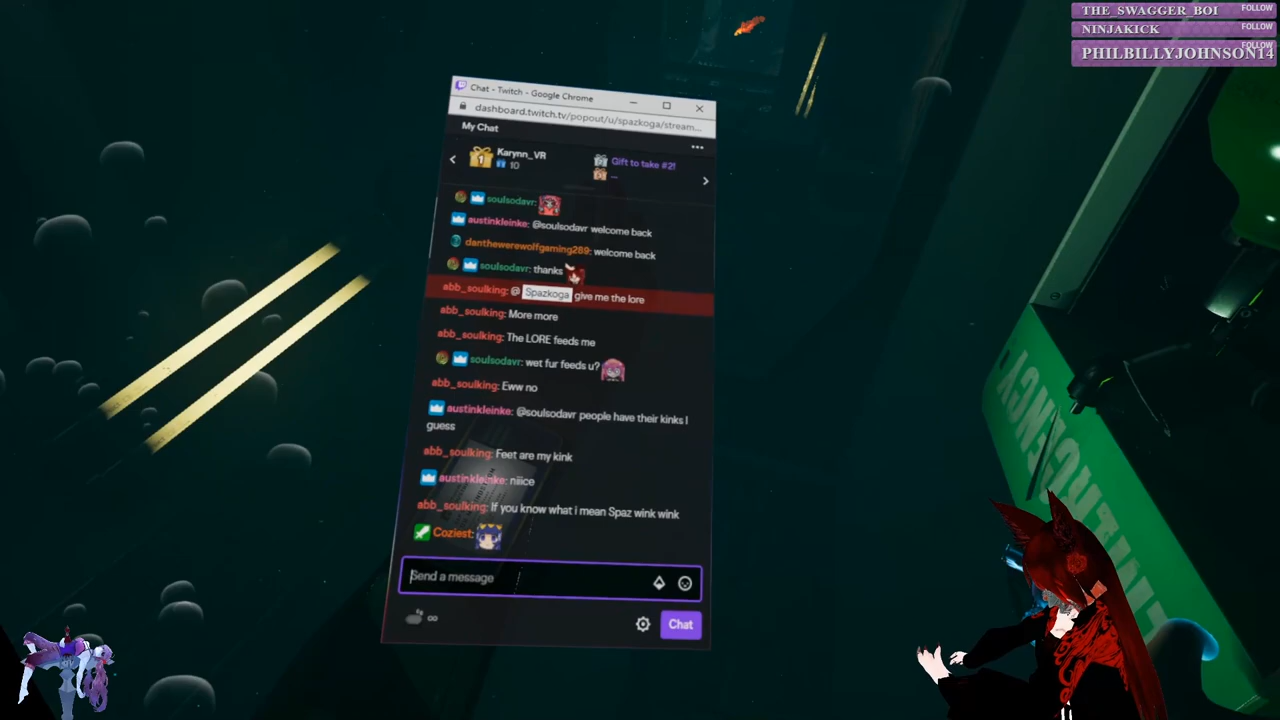 THE_SWAGGER_BOI FOLLOW
NINJAKICK FOLLOW
PHILBILLYJOHNSON14 FOLLOW
Chat - Twitch - Google Chrome
dashboard.twitch.tv/popout/u/spazkoga/stream...
My Chat
Karynn_VR
1 10
Gift to take #2!
soulsodavr:
austinkleinke: @soulsodavr welcome back
danthewerewolfgaming289: welcome back
soulsodavr: thanks
abb_soulking: @ Spazkoga give me the lore
abb_soulking: More more
abb_soulking: The LORE feeds me
soulsodavr: wet fur feeds u?
abb_soulking: Eww no
austinkleinke: @soulsodavr people have their kinks I
guess
abb_soulking: Feet are my kink
austinkleinke: niiice
abb_soulking: If you know what i mean Spaz wink wink
Coziest:
Send a message
∞
Chat